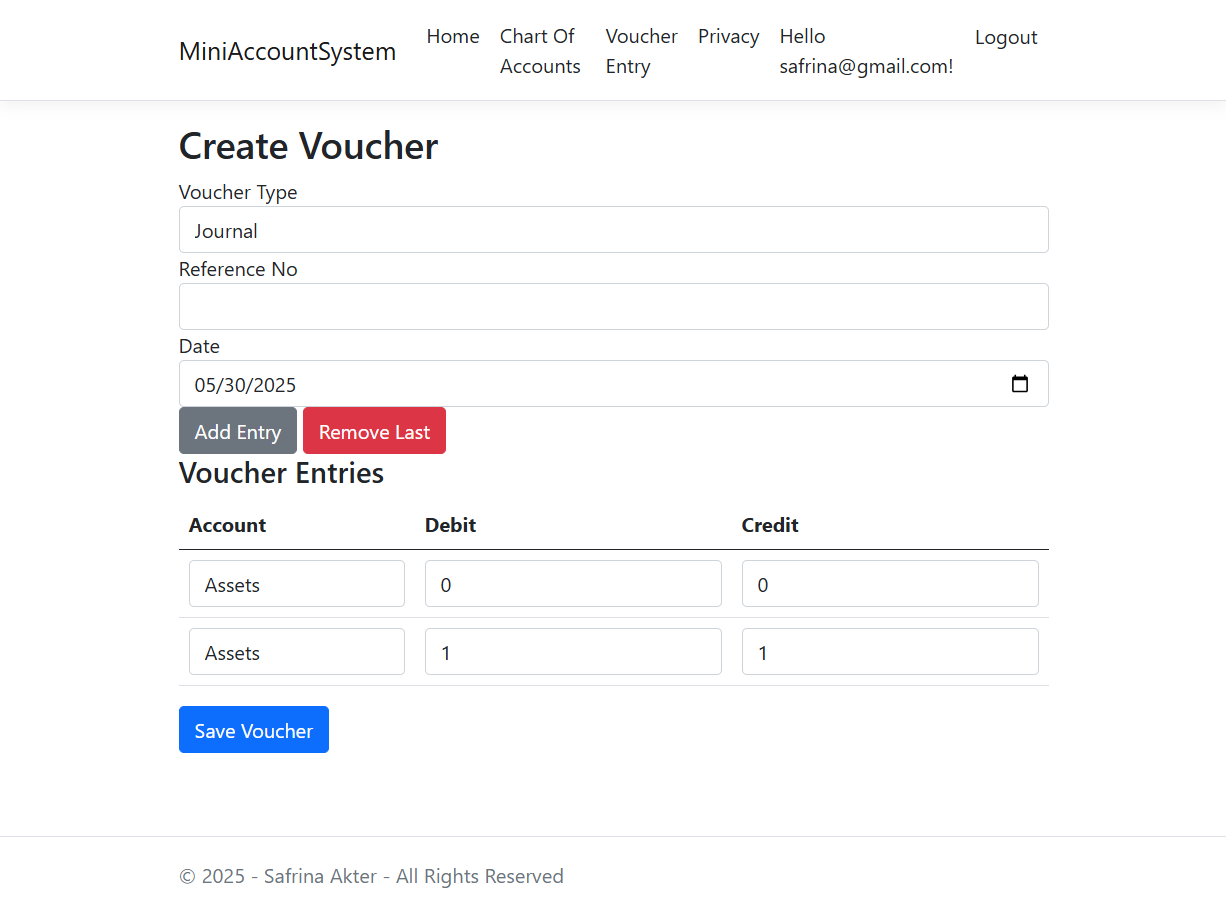 MiniAccountSystem
Home
Chart Of
Accounts
Voucher
Entry
Privacy
Hello
safrina@gmail.com!
Logout
Create Voucher
Voucher Type
Journal
Reference No
Date
05/30/2025
Add Entry
Remove Last
Voucher Entries
Account Debit Credit
Assets 0 0
Assets 1 1
Save Voucher
© 2025 - Safrina Akter - All Rights Reserved